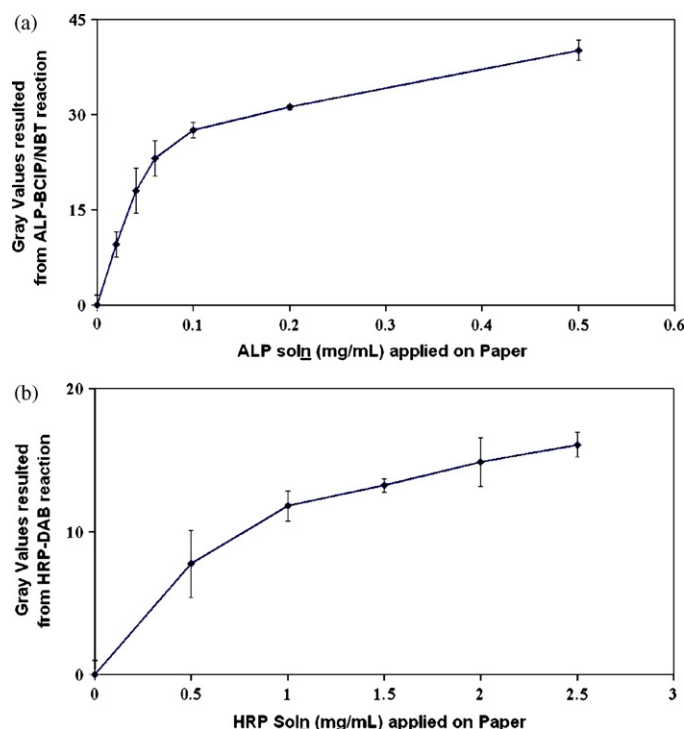 (a)
45
30
15
0
Gray Values resulted
from ALP-BCIP/NBT reaction
0 0.1 0.2 0.3 0.4 0.5 0.6
ALP soln (mg/mL) applied on Paper
(b)
20
10
0
Gray Values resulted
from HRP-DAB reaction
0 0.5 1 1.5 2 2.5 3
HRP Soln (mg/mL) applied on Paper